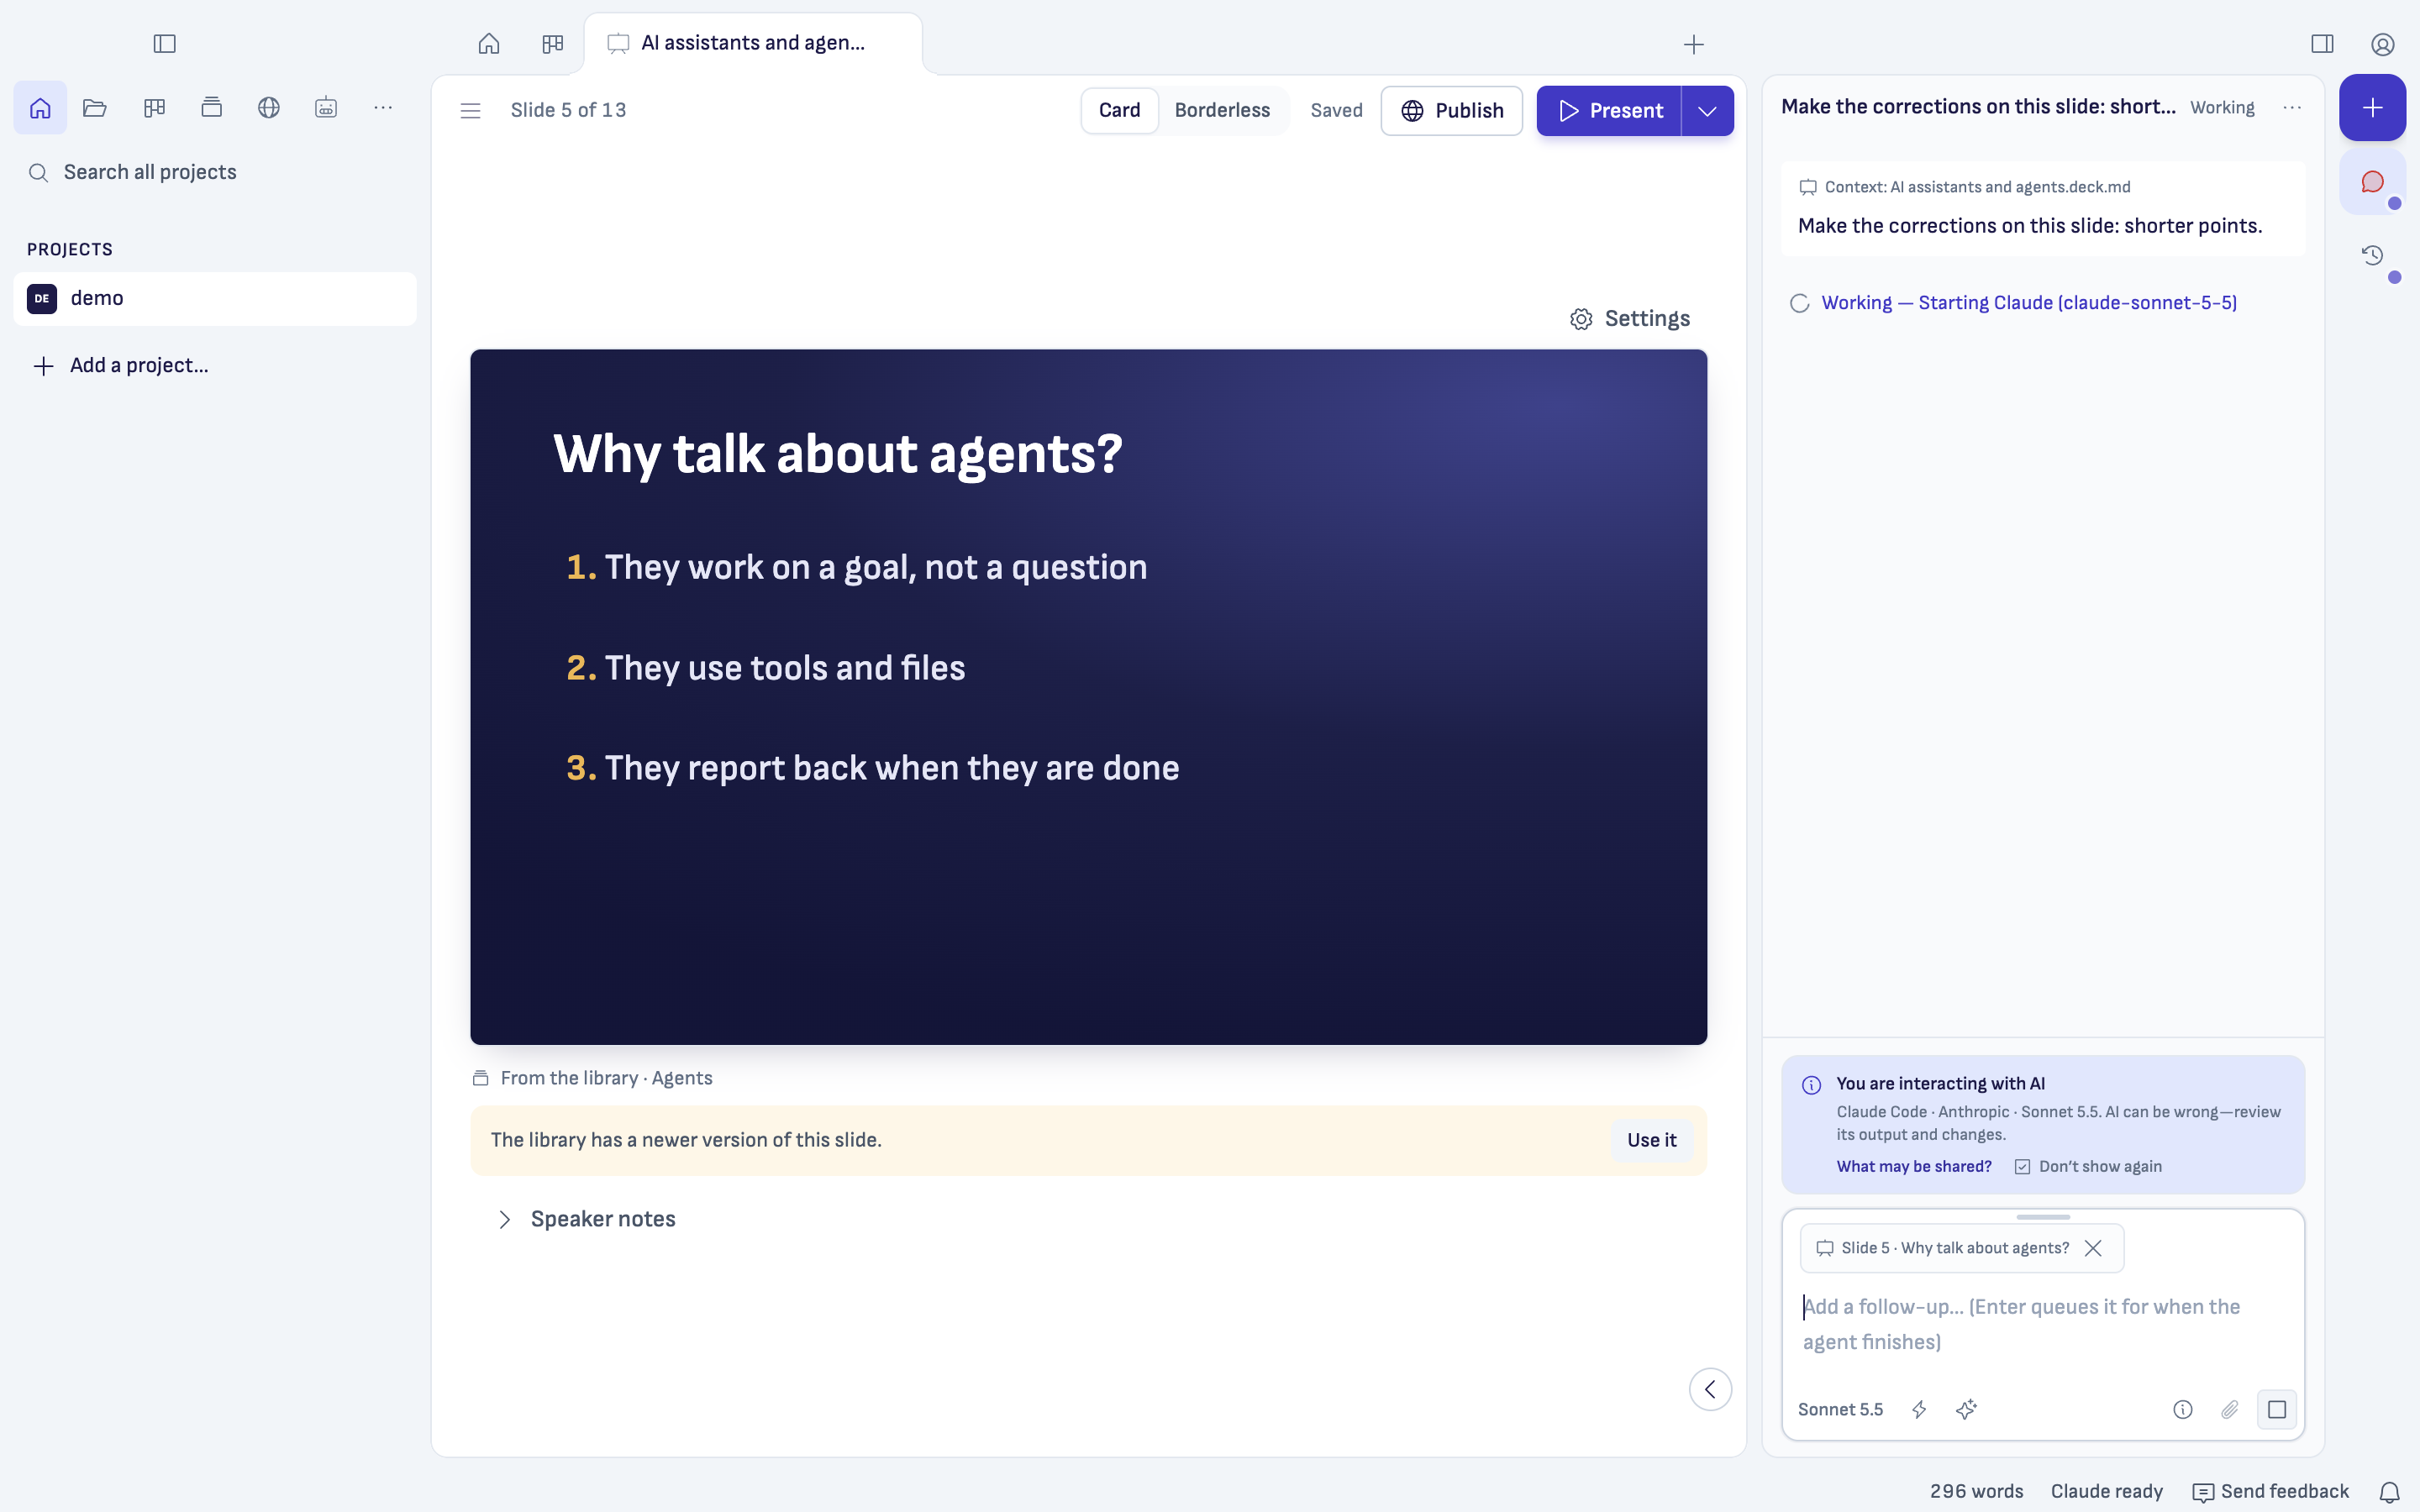 AI assistants and agen...
Slide 5 of 13
Card
Borderless
Saved
Publish
Present
Search all projects
PROJECTS
DE
demo
Add a project...
Settings
Why talk about agents?
1. They work on a goal, not a question
2. They use tools and files
3. They report back when they are done
From the library · Agents
The library has a newer version of this slide.
Use it
Speaker notes
Make the corrections on this slide: short...
Working
Context: AI assistants and agents.deck.md
Make the corrections on this slide: shorter points.
Working — Starting Claude (claude-sonnet-5-5)
You are interacting with AI
Claude Code · Anthropic · Sonnet 5.5. AI can be wrong—review
its output and changes.
What may be shared?
Don't show again
Slide 5 · Why talk about agents?
Add a follow-up... (Enter queues it for when the
agent finishes)
Sonnet 5.5
296 words
Claude ready
Send feedback